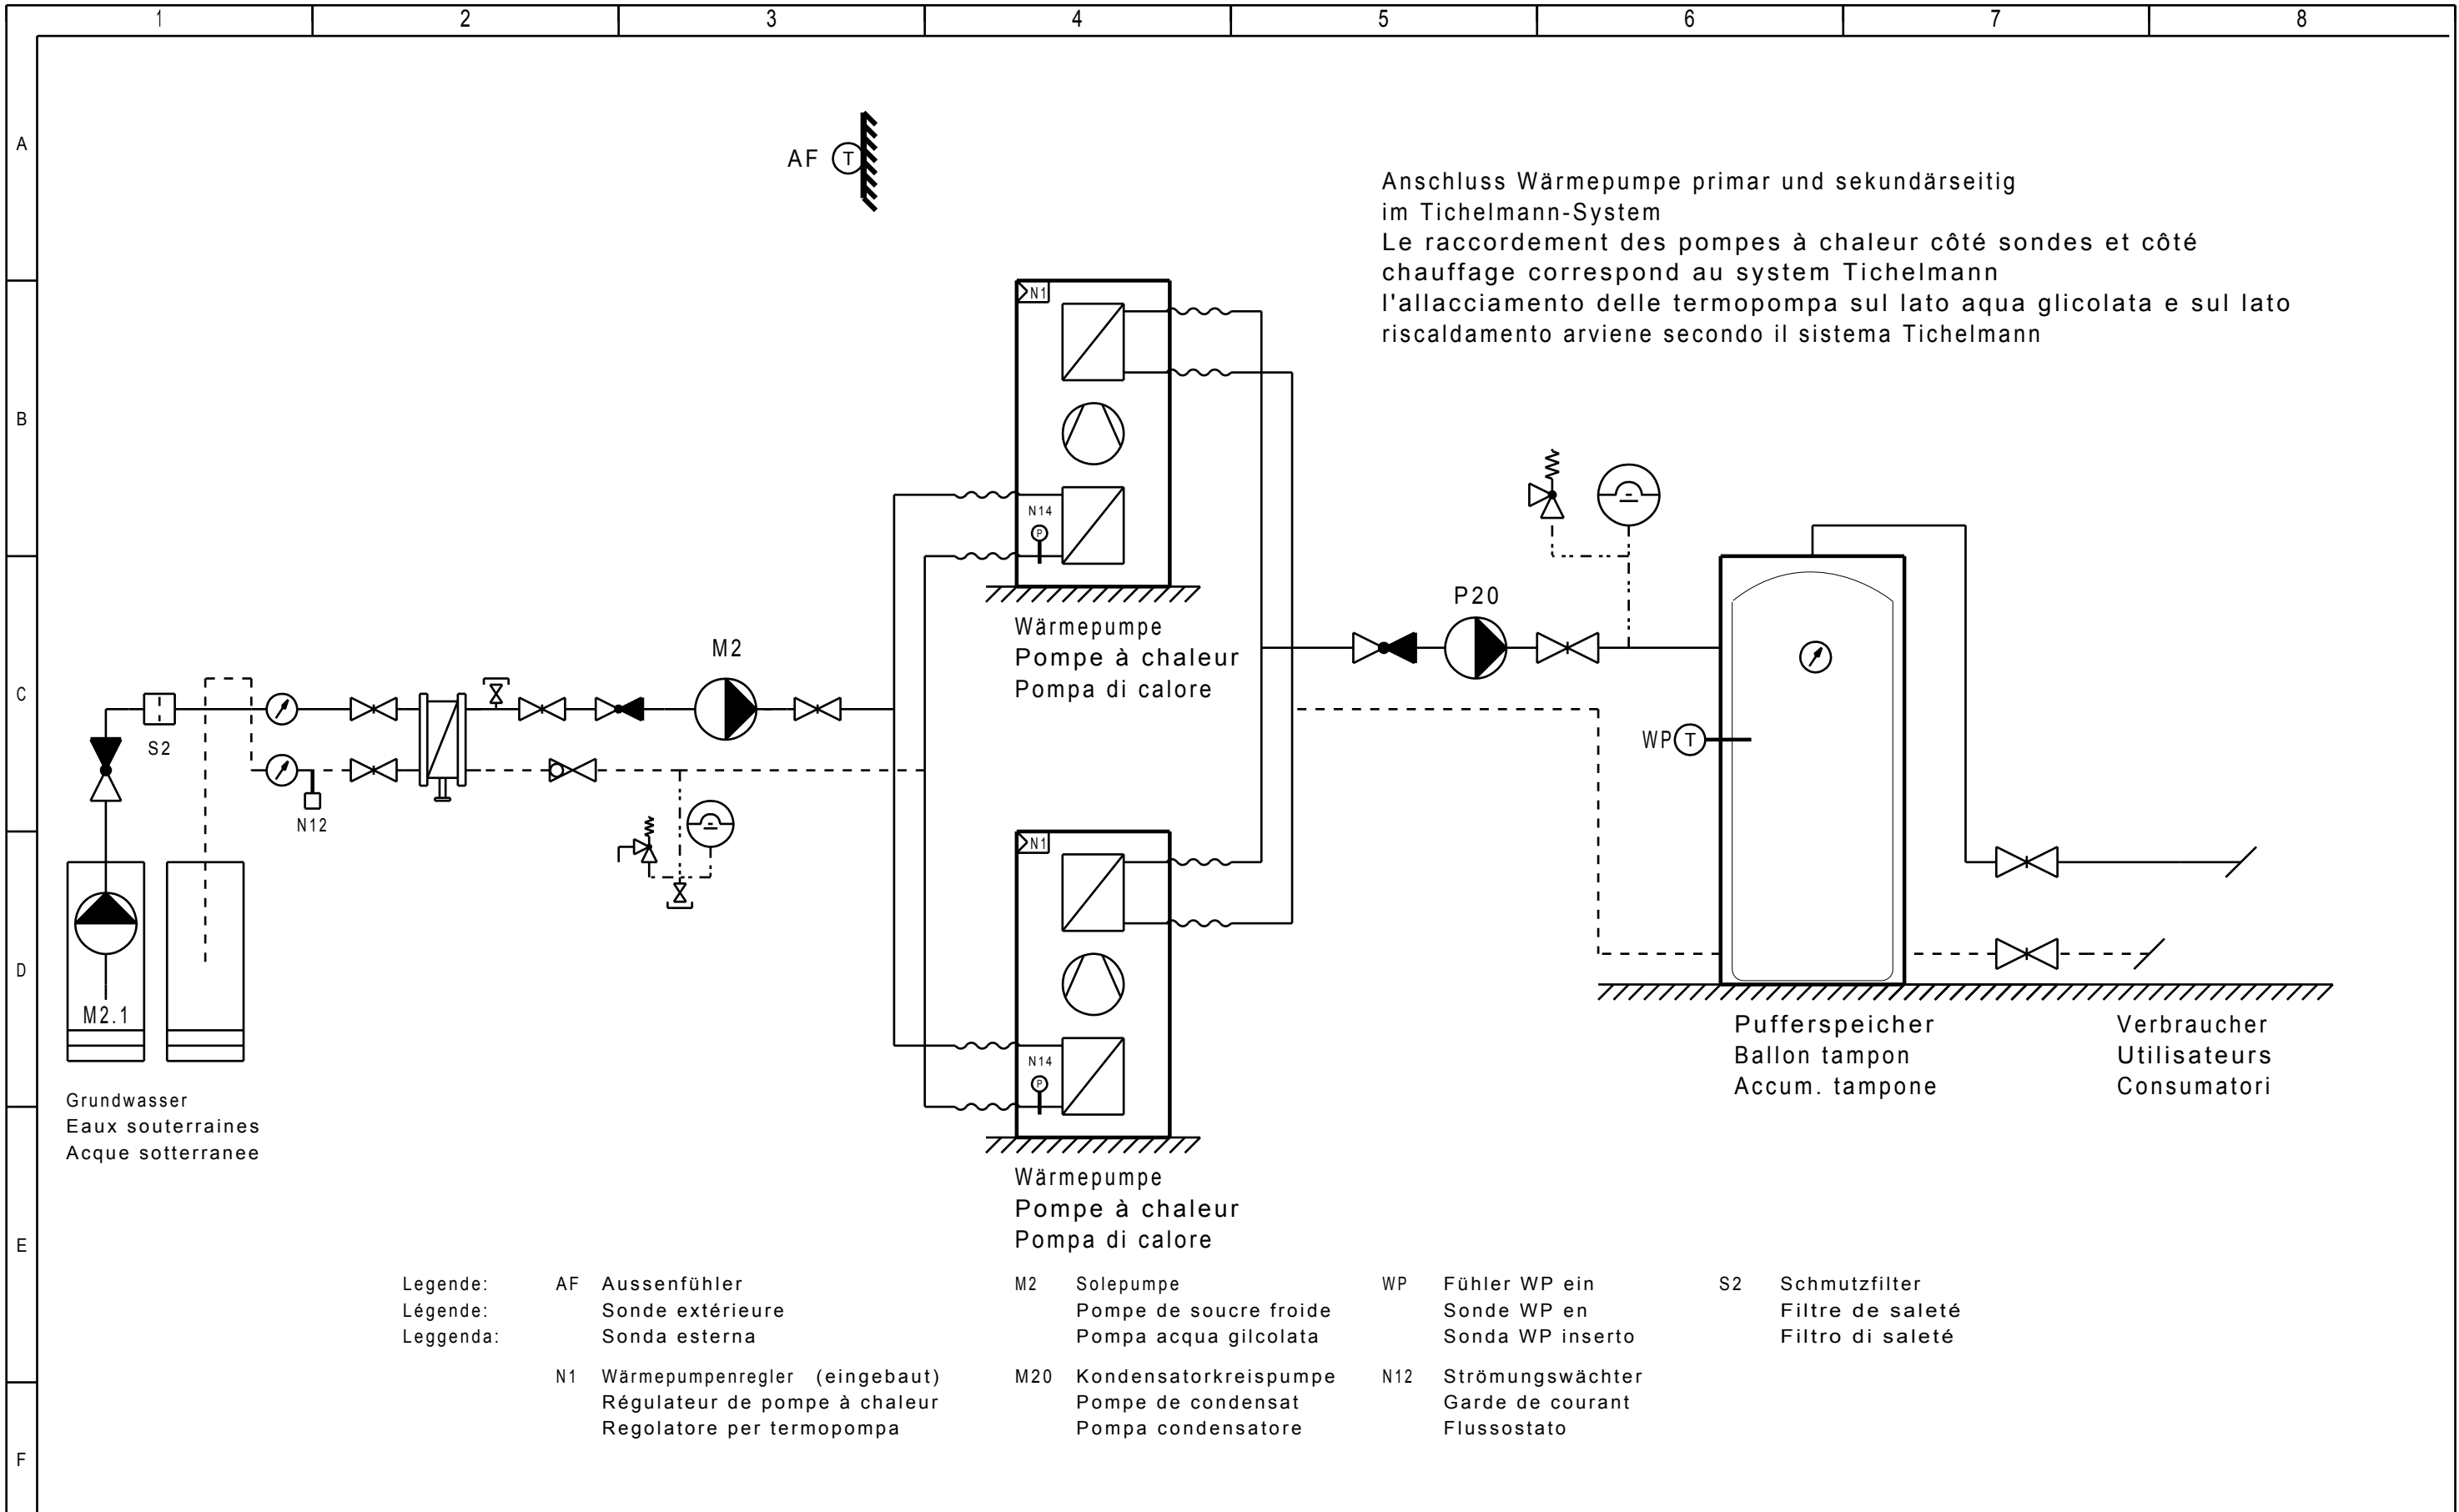 1 2 3 4 5 6 7 8
A
AF T
Anschluss Wärmepumpe primar und sekundärseitig
im Tichelmann-System
Le raccordement des pompes à chaleur côté sondes et côté
chauffage correspond au system Tichelmann
l'allacciamento delle termopompa sul lato aqua glicolata e sul lato
riscaldamento arviene secondo il sistema Tichelmann
N1
B
N14
P
P20
Wärmepumpe
Pompe à chaleur
Pompa di calore
M2
C
S2
WP T
N12
N1
D
M2.1
Pufferspeicher
Ballon tampon
Accum. tampone
Verbraucher
Utilisateurs
Consumatori
N14
P
Grundwasser
Eaux souterraines
Acque sotterranee
Wärmepumpe
Pompe à chaleur
Pompa di calore
E
Legende:
Légende:
Leggenda:
AF Aussenfühler
Sonde extérieure
Sonda esterna
M2 Solepumpe
Pompe de soucre froide
Pompa acqua gilcolata
WP Fühler WP ein
Sonde WP en
Sonda WP inserto
S2 Schmutzfilter
Filtre de saleté
Filtro di saleté
N1 Wärmepumpenregler (eingebaut)
Régulateur de pompe à chaleur
Regolatore per termopompa
M20 Kondensatorkreispumpe
Pompe de condensat
Pompa condensatore
N12 Strömungswächter
Garde de courant
Flussostato
F